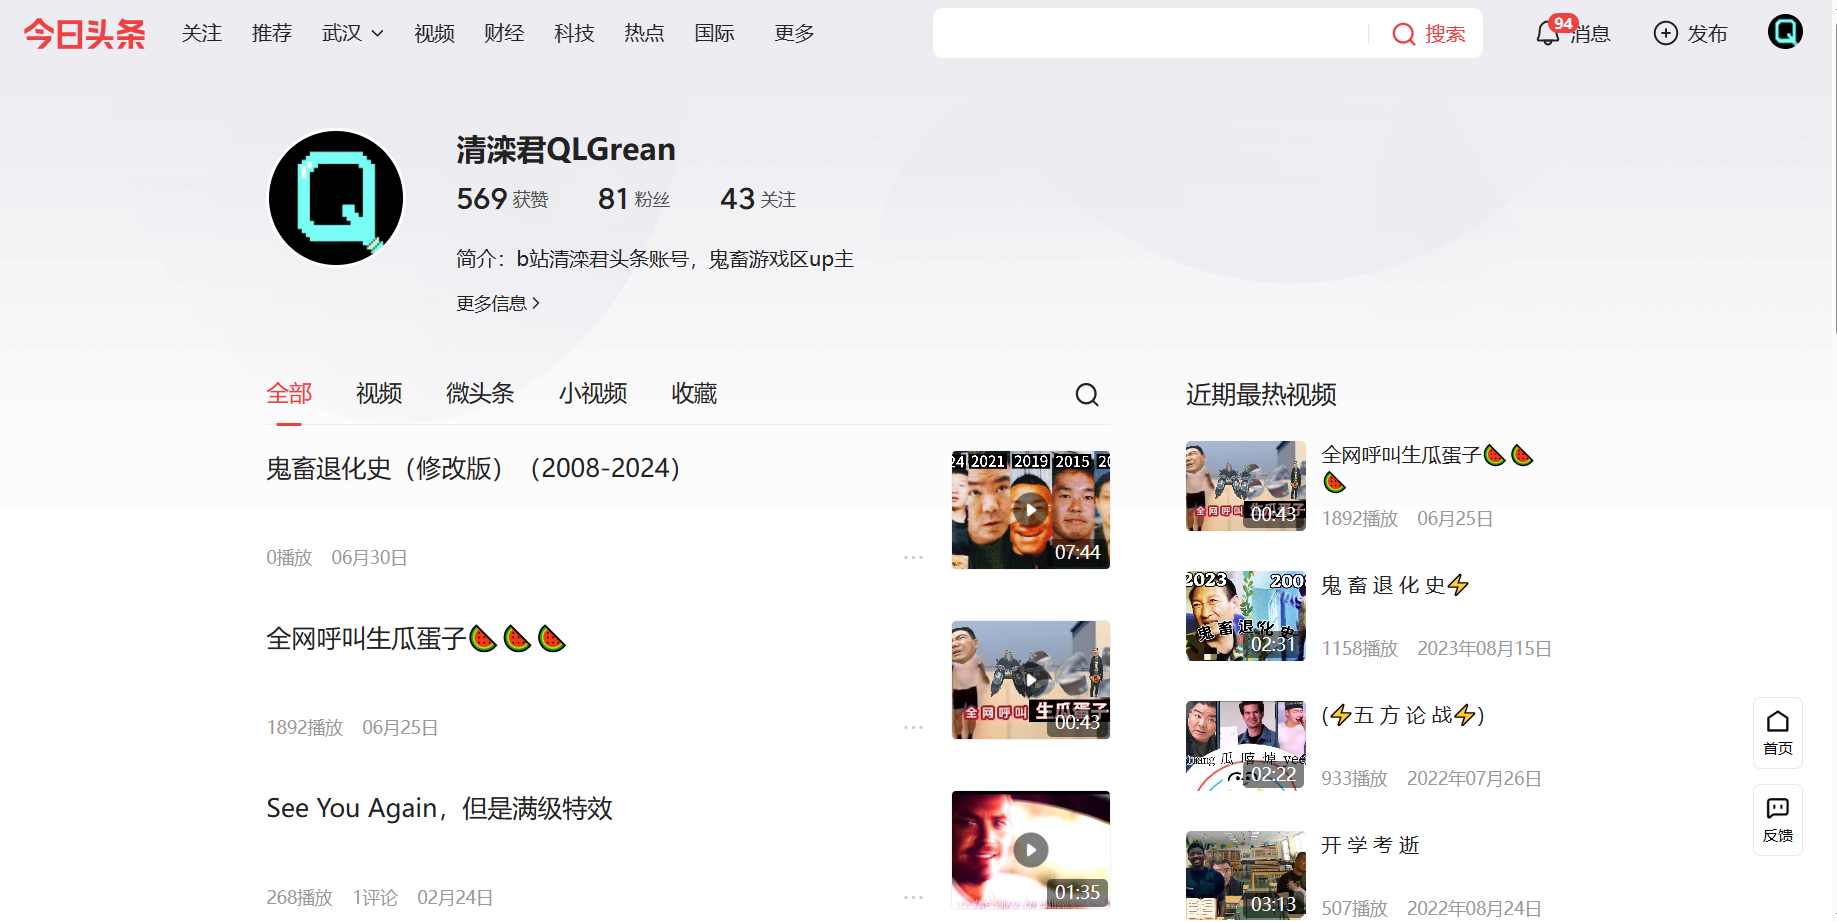 今日头条
关注 推荐 武汉 视频 财经 科技 热点 国际 更多
搜索
94
消息
发布
清滦君QLGrean
569 获赞 81 粉丝 43 关注
简介：b站清滦君头条账号，鬼畜游戏区up主
更多信息
全部 视频 微头条 小视频 收藏
鬼畜退化史（修改版）（2008-2024）
0播放 06月30日
24 2021 2019 2015 20
07:44
全网呼叫生瓜蛋子🍉🍉🍉
1892播放 06月25日
全网呼叫 生瓜蛋子
00:43
See You Again，但是满级特效
268播放 1评论 02月24日
01:35
近期最热视频
全网呼叫生瓜蛋子🍉🍉
🍉
1892播放 06月25日
全网呼叫
00:43
鬼 畜 退 化 史⚡
1158播放 2023年08月15日
2023 200
鬼 畜 退 化 史
02:31
(⚡五 方 论 战⚡)
933播放 2022年07月26日
瓜 嘻 焯 yee
02:22
开 学 考 逝
507播放 2022年08月24日
03:13
首页
反馈